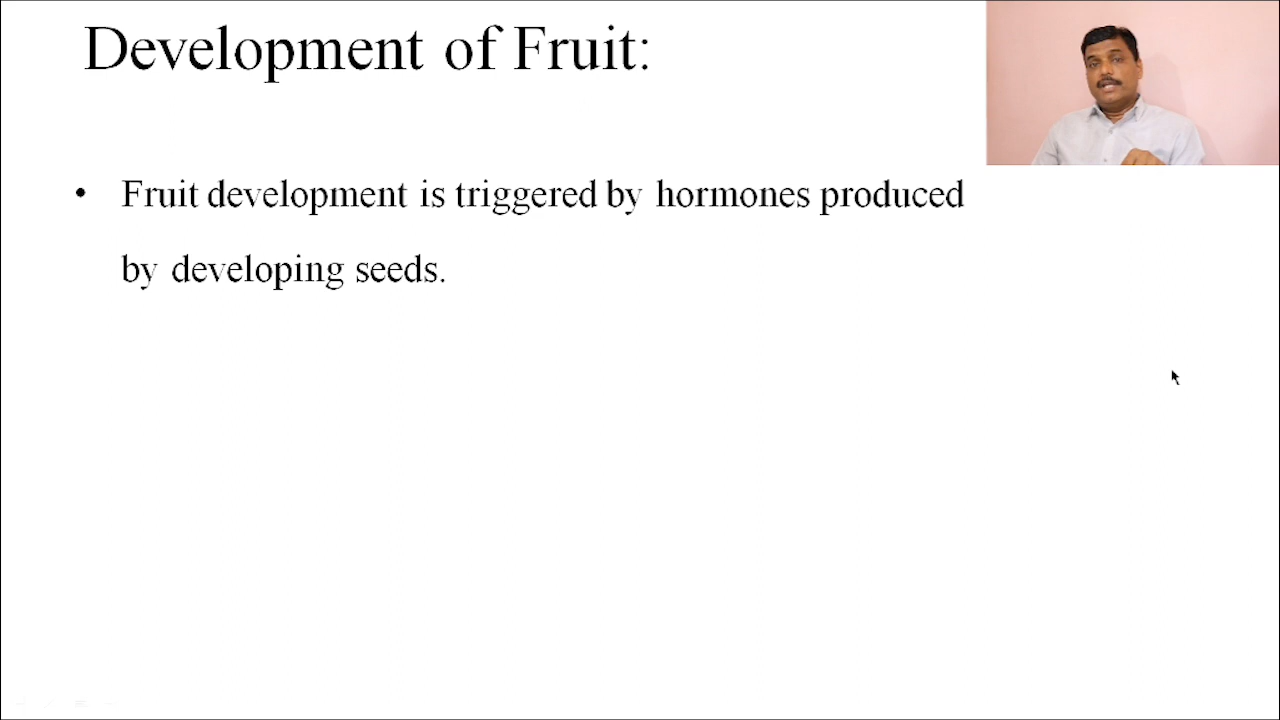 Development of Fruit:
• Fruit development is triggered by hormones produced
by developing seeds.